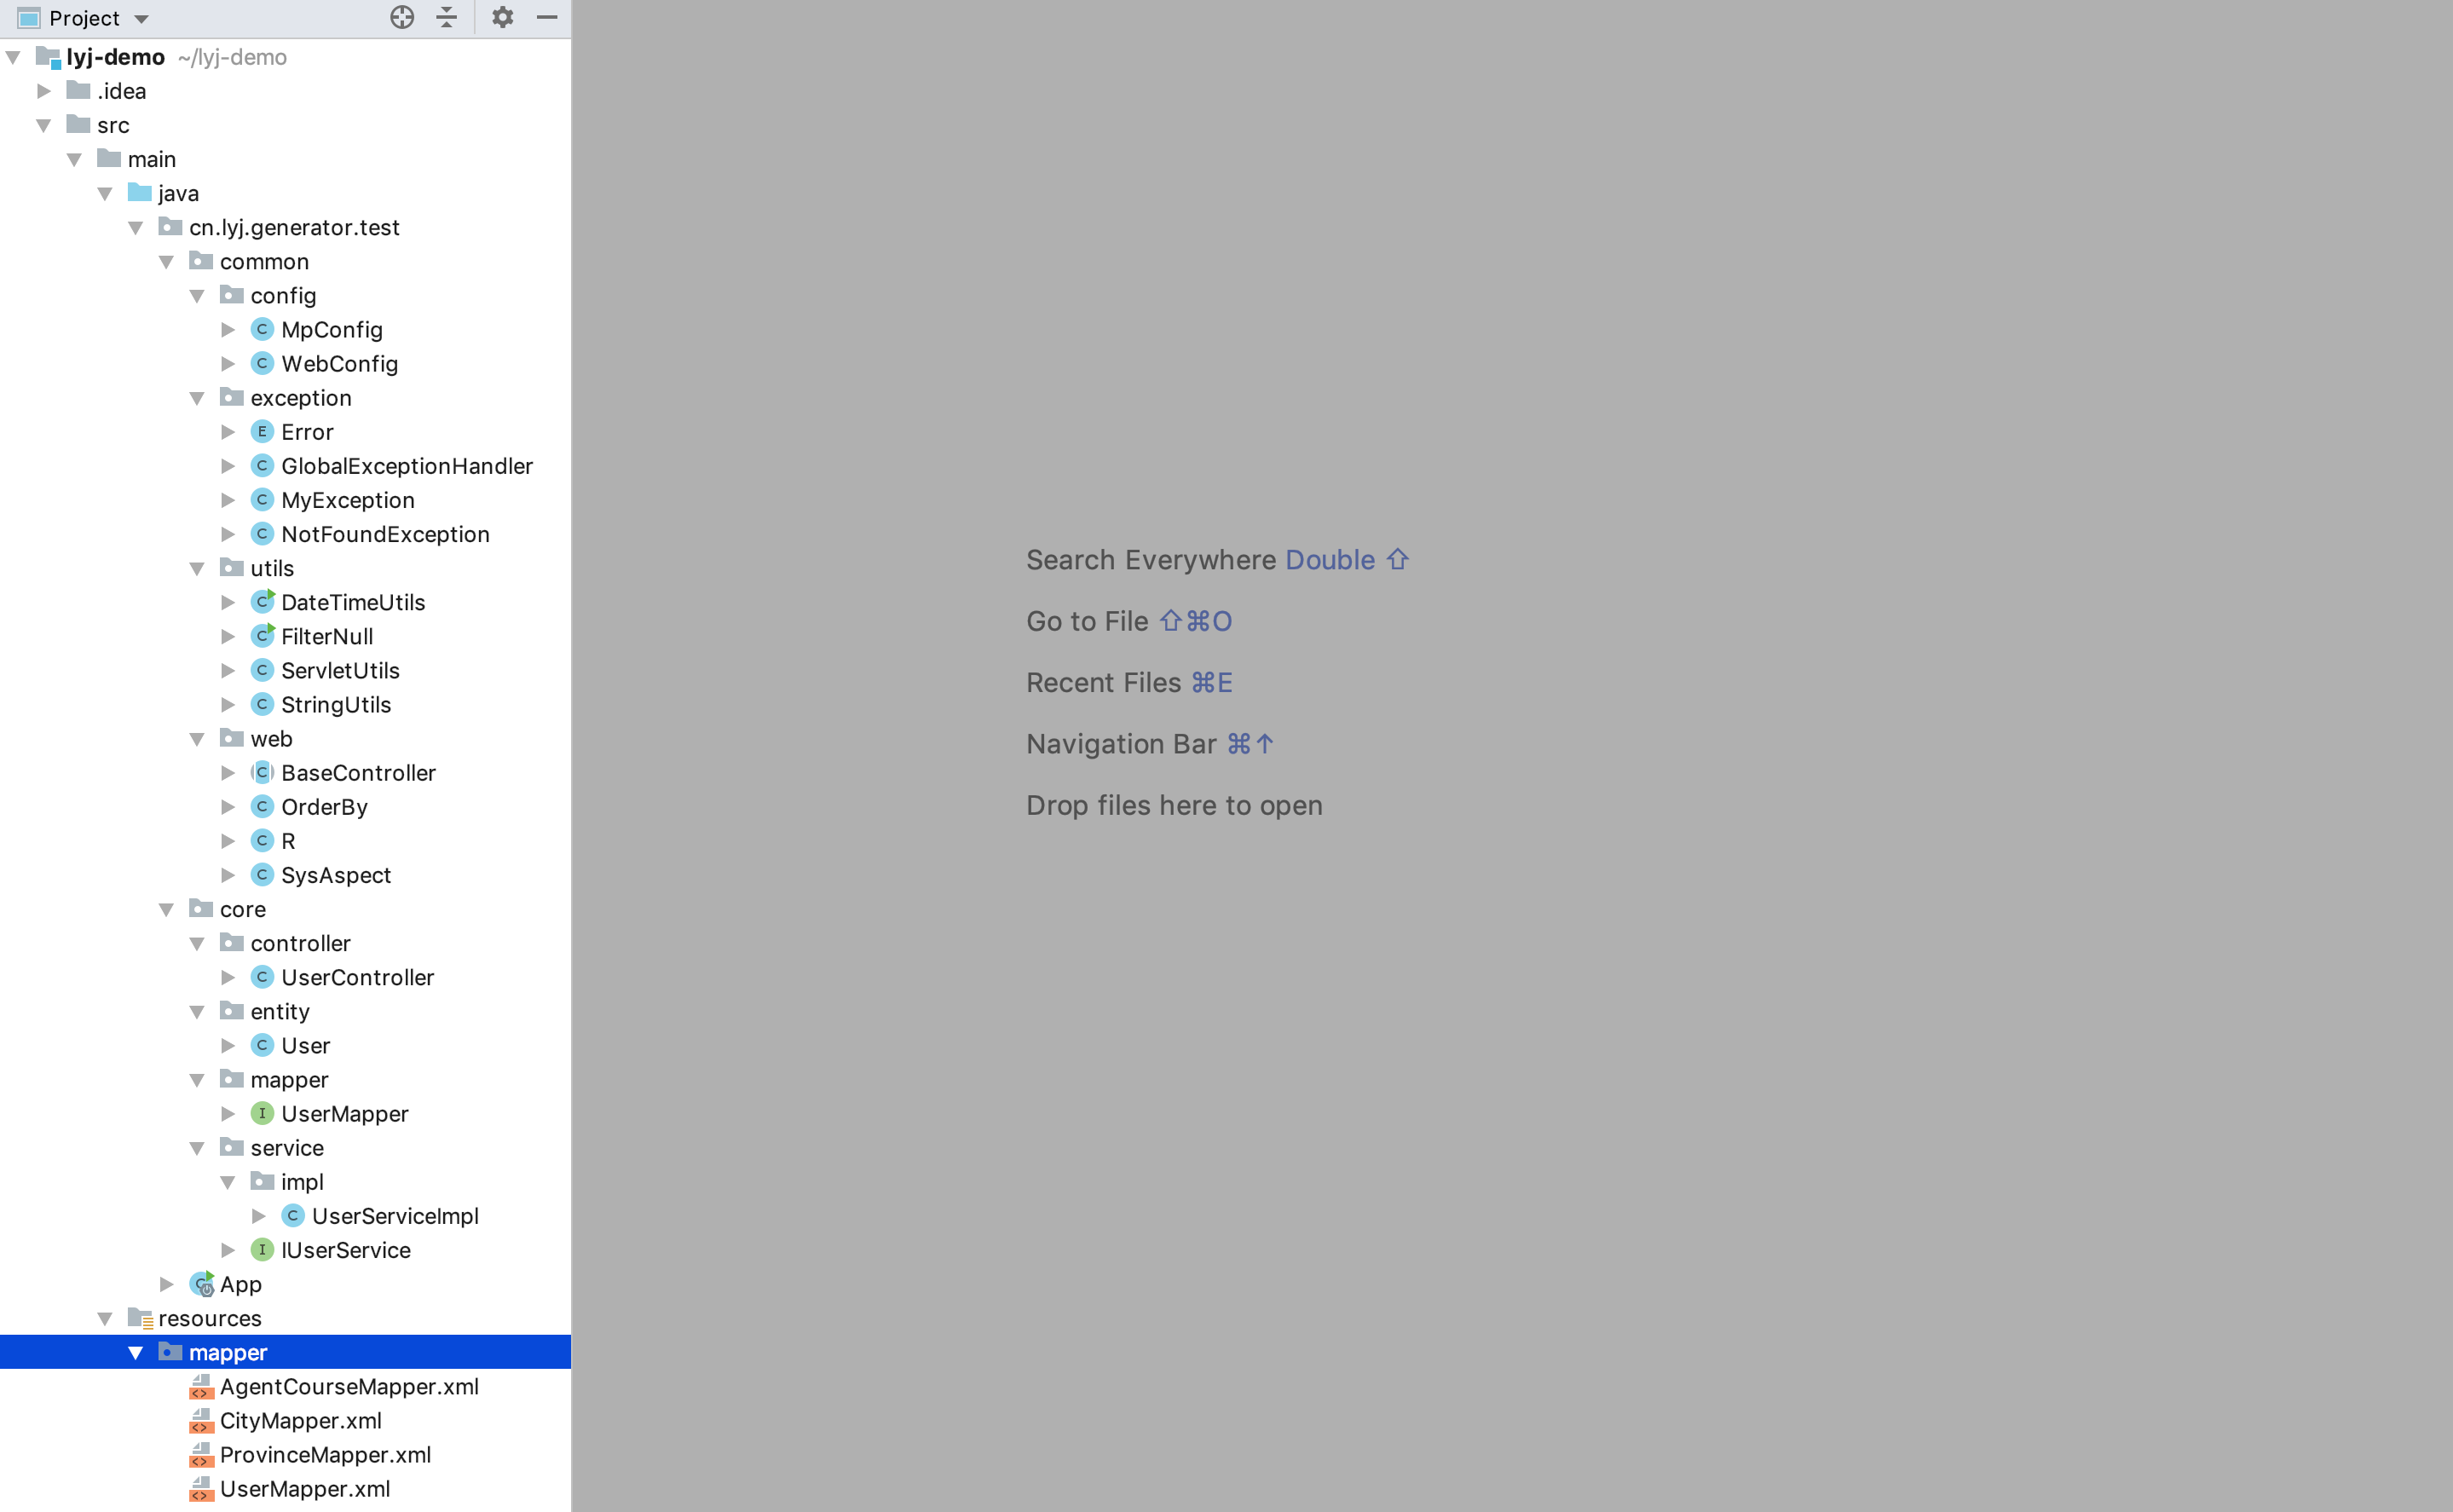 Project
lyj-demo ~/lyj-demo
.idea
src
main
java
cn.lyj.generator.test
common
config
MpConfig
WebConfig
exception
Error
GlobalExceptionHandler
MyException
NotFoundException
utils
DateTimeUtils
FilterNull
ServletUtils
StringUtils
web
BaseController
OrderBy
R
SysAspect
core
controller
UserController
entity
User
mapper
UserMapper
service
impl
UserServiceImpl
IUserService
App
resources
mapper
AgentCourseMapper.xml
CityMapper.xml
ProvinceMapper.xml
UserMapper.xml
Search Everywhere Double ⇧
Go to File ⇧⌘O
Recent Files ⌘E
Navigation Bar ⌘↑
Drop files here to open